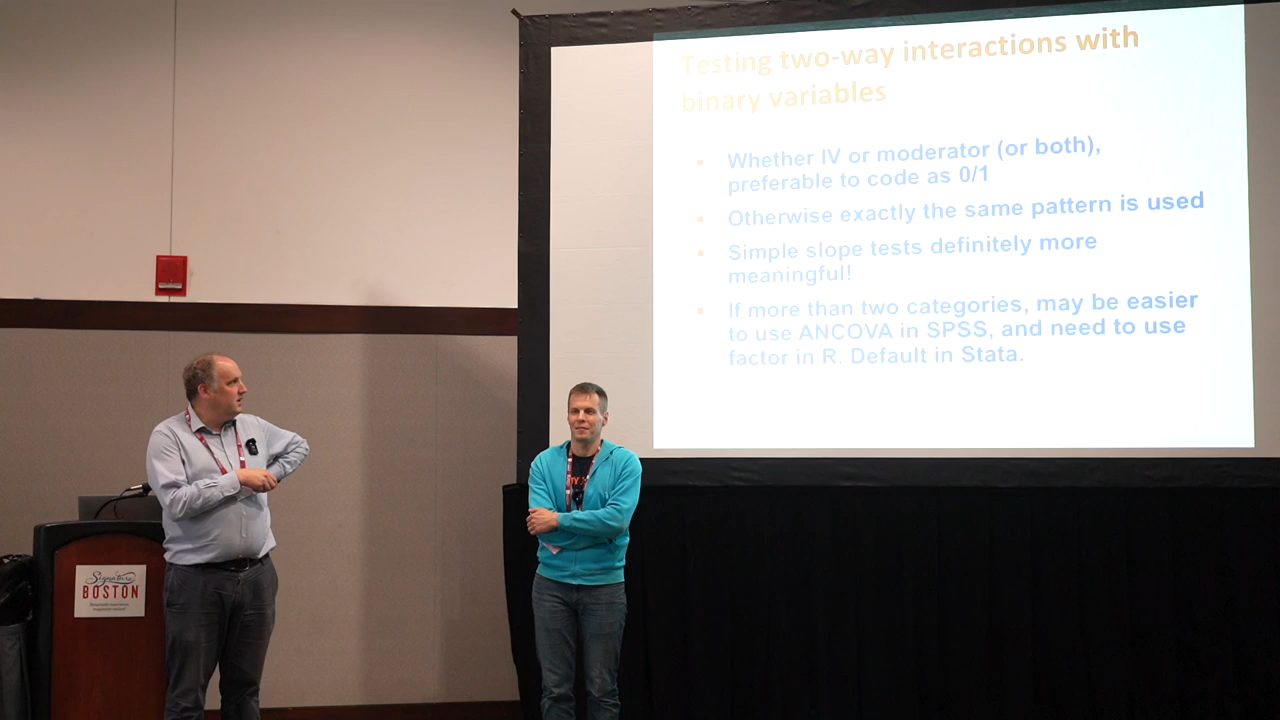 Testing two-way interactions with
binary variables
Whether IV or moderator (or both),
preferable to code as 0/1
Otherwise exactly the same pattern is used
Simple slope tests definitely more
meaningful!
If more than two categories, may be easier
to use ANCOVA in SPSS, and need to use
factor in R. Default in Stata.
Signature
BOSTON